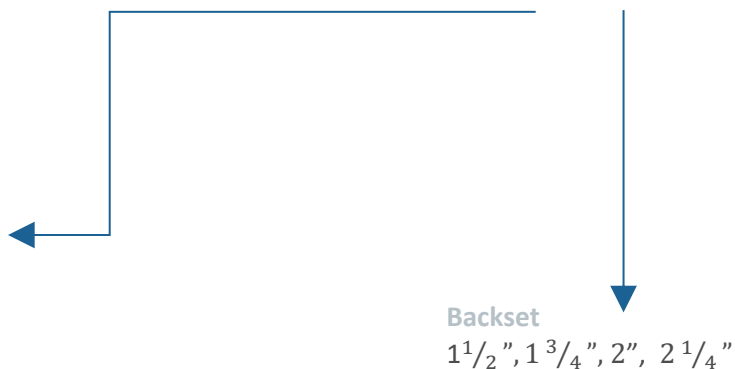 Backset
1 1/2 ”, 1 3/4 ”, 2”, 2 1/4 ”